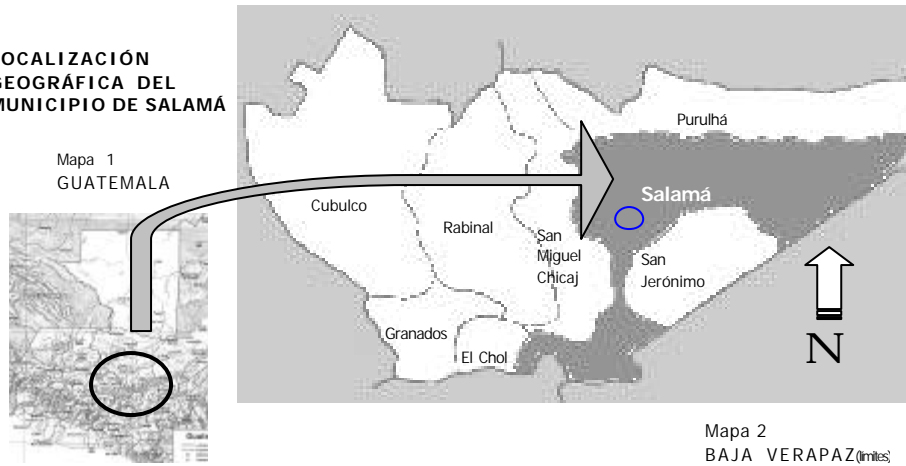 OCALIZACIÓN
GEOGRÁFICA DEL
MUNICIPIO DE SALAMÁ
Mapa 1
GUATEMALA
Purulhá
Salamá
Cubulco
Rabinal
San
Miguel
Chicaj
San
Jerónimo
Granados
El Chol
N
Mapa 2
BAJA VERAPAZ(limites)